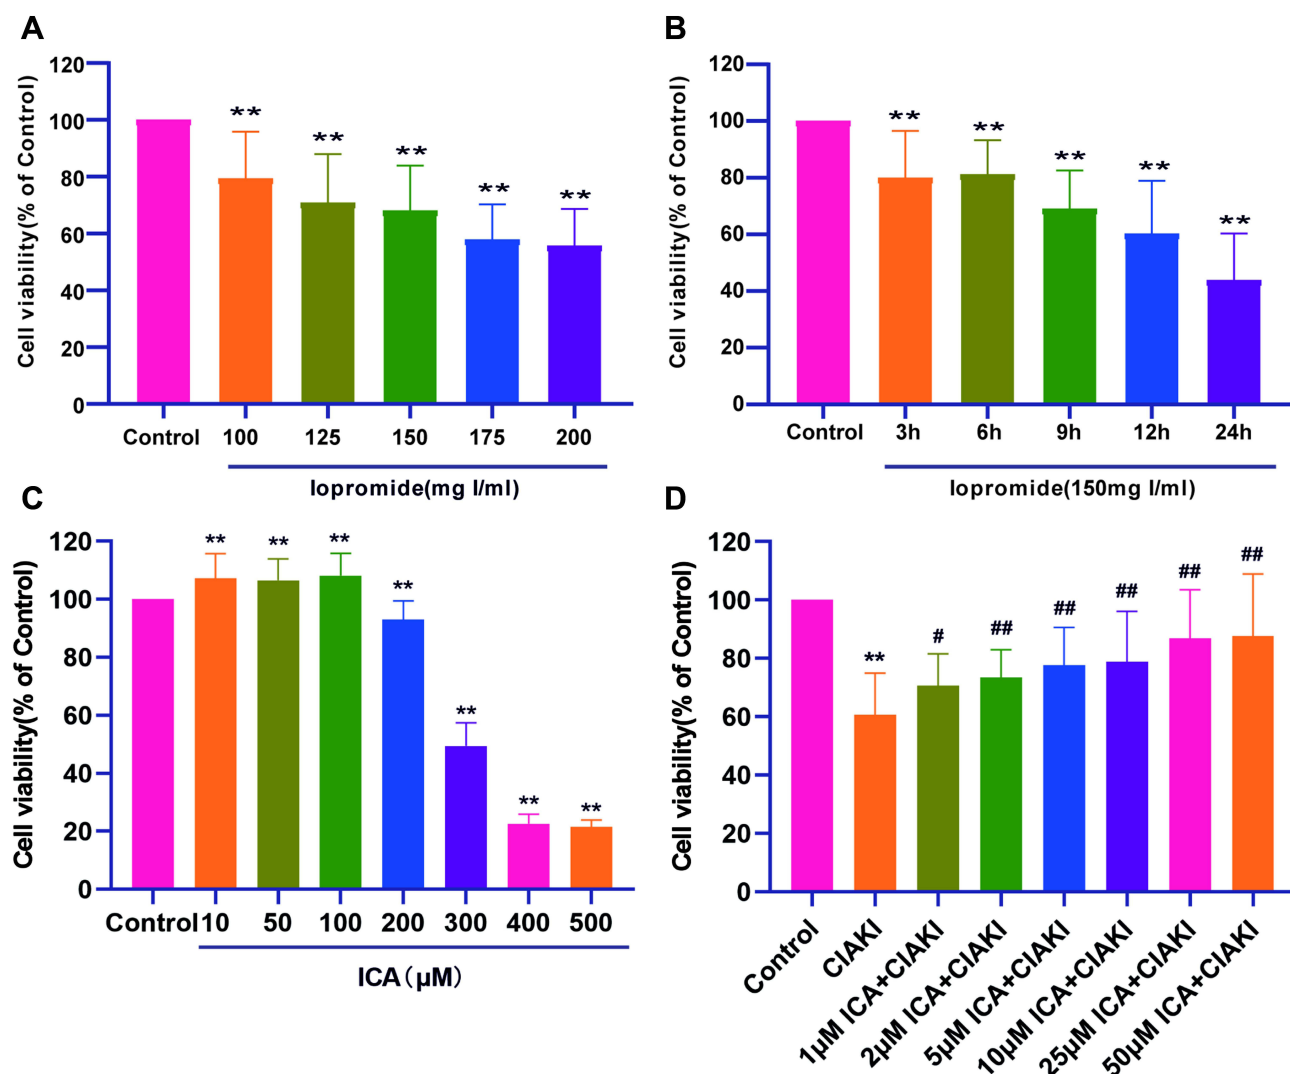 A
Cell viability(% of Control)
120
100
80
60
40
20
0
** ** ** ** **
Control 100 125 150 175 200
Iopromide(mg I/ml)
B
Cell viability(% of Control)
120
100
80
60
40
20
0
** ** ** ** **
Control 3h 6h 9h 12h 24h
Iopromide(150mg I/ml)
C
Cell viability(% of Control)
120
100
80
60
40
20
0
** ** ** ** ** ** **
Control 10 50 100 200 300 400 500
ICA (μM)
D
Cell viability(% of Control)
120
100
80
60
40
20
0
** # ## ## ## ## ##
Control
CIAKI
1μM ICA+CIAKI
2μM ICA+CIAKI
5μM ICA+CIAKI
10μM ICA+CIAKI
25μM ICA+CIAKI
50μM ICA+CIAKI